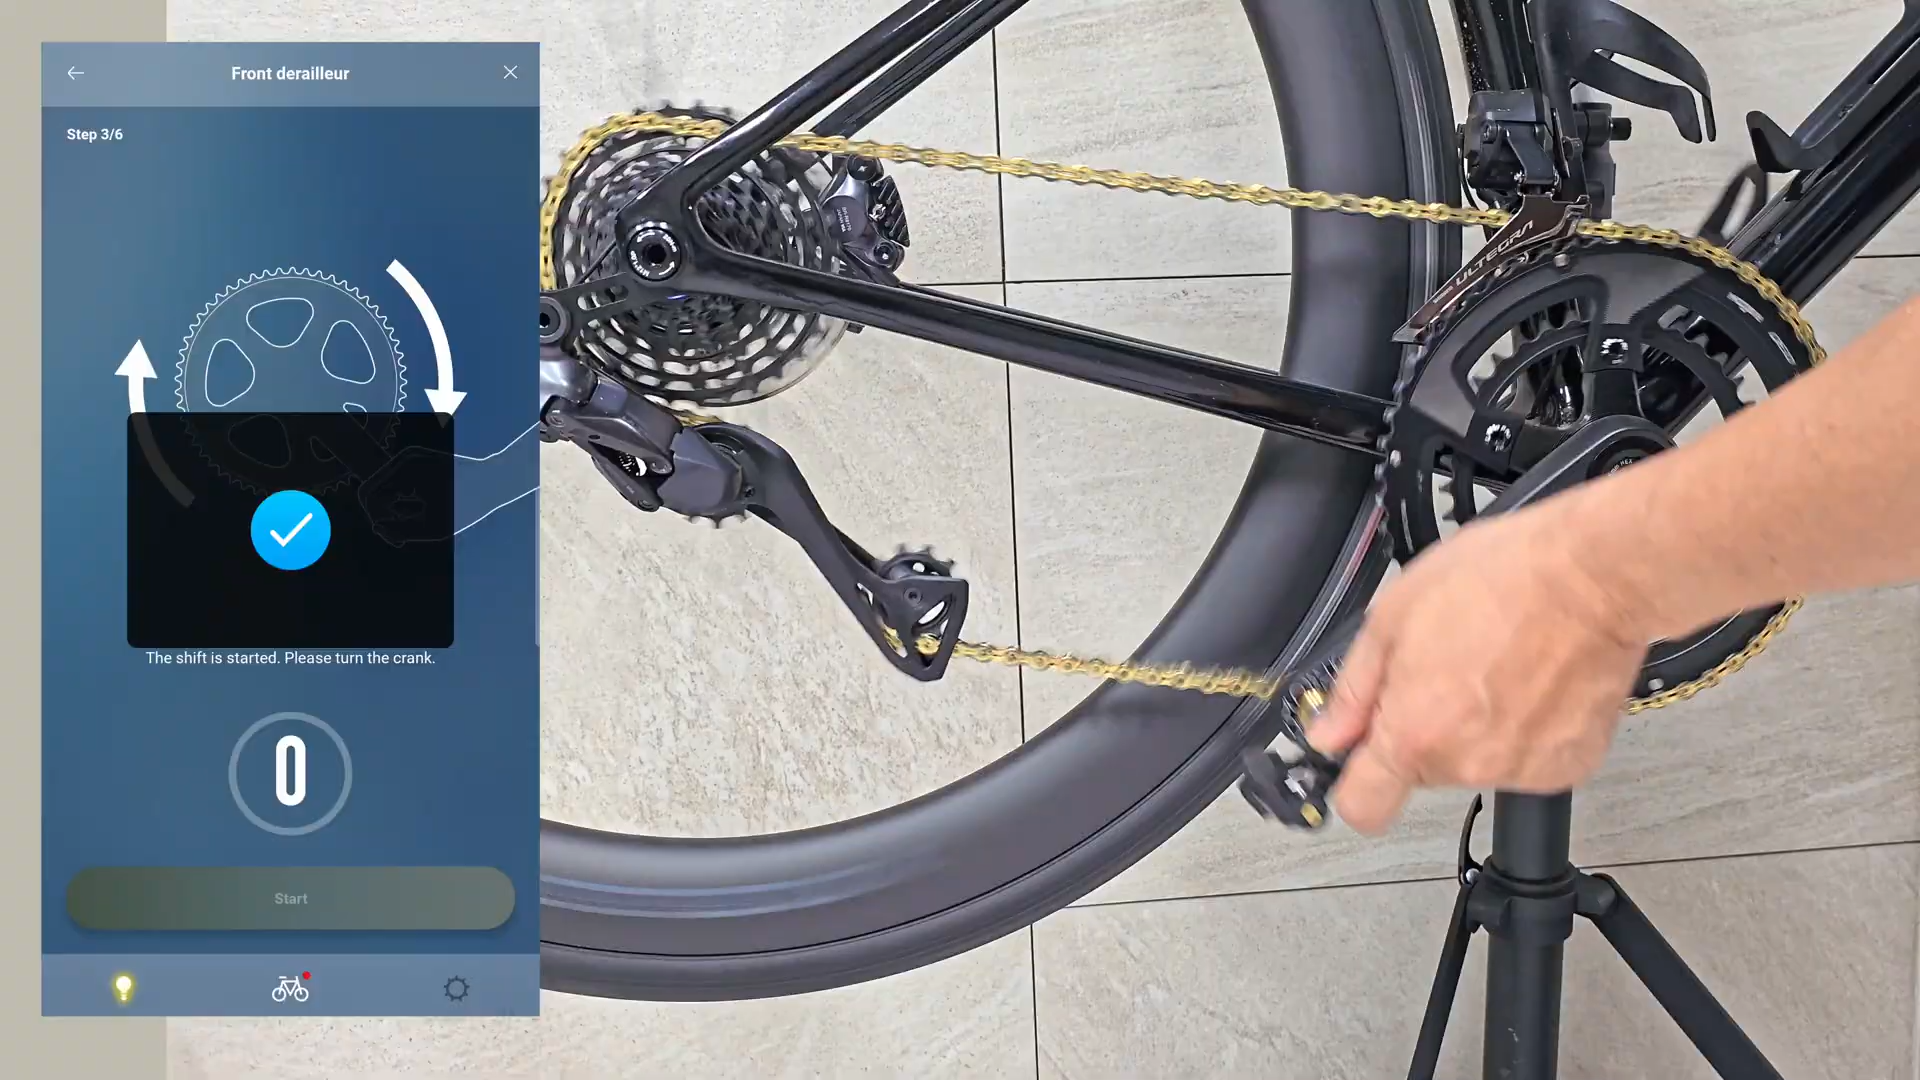 Front derailleur
Step 3/6
The shift is started. Please turn the crank.
0
Start
ULTEGRA